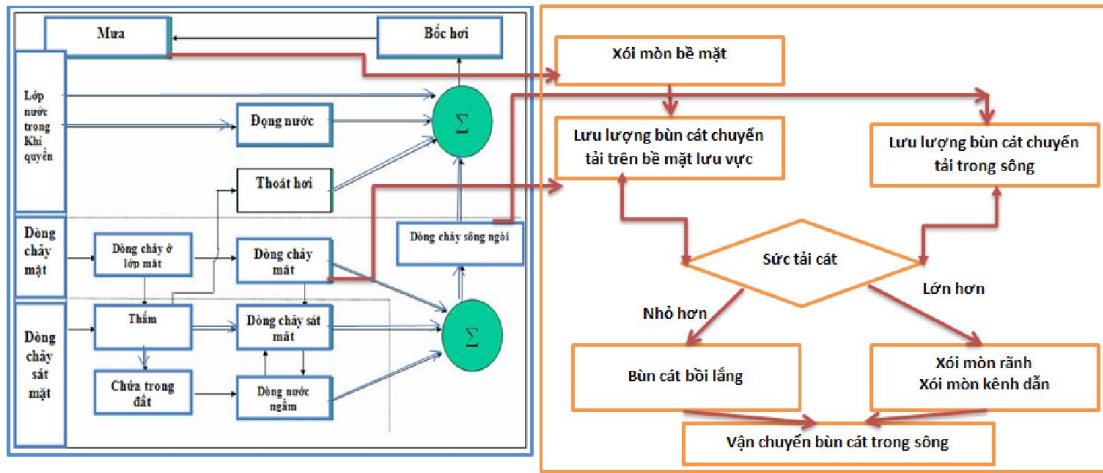 Mưa
Bốc hơi
Lớp
nước
trong
Khí
quyển
Đọng nước
Σ
Thoát hơi
Dòng
chảy
mặt
Dòng chảy ở
lớp mặt
Dòng chảy
mặt
Dòng chảy sông ngòi
Dòng
chảy
sát
mặt
Thấm
Dòng chảy sát
mặt
Σ
Chứa trong
đất
Dòng nước
ngầm
Xói mòn bề mặt
Lưu lượng bùn cát chuyển
tải trên bề mặt lưu vực
Lưu lượng bùn cát chuyển
tải trong sông
Sức tải cát
Nhỏ hơn
Lớn hơn
Bùn cát bồi lắng
Xói mòn rãnh
Xói mòn kênh dẫn
Vận chuyển bùn cát trong sông